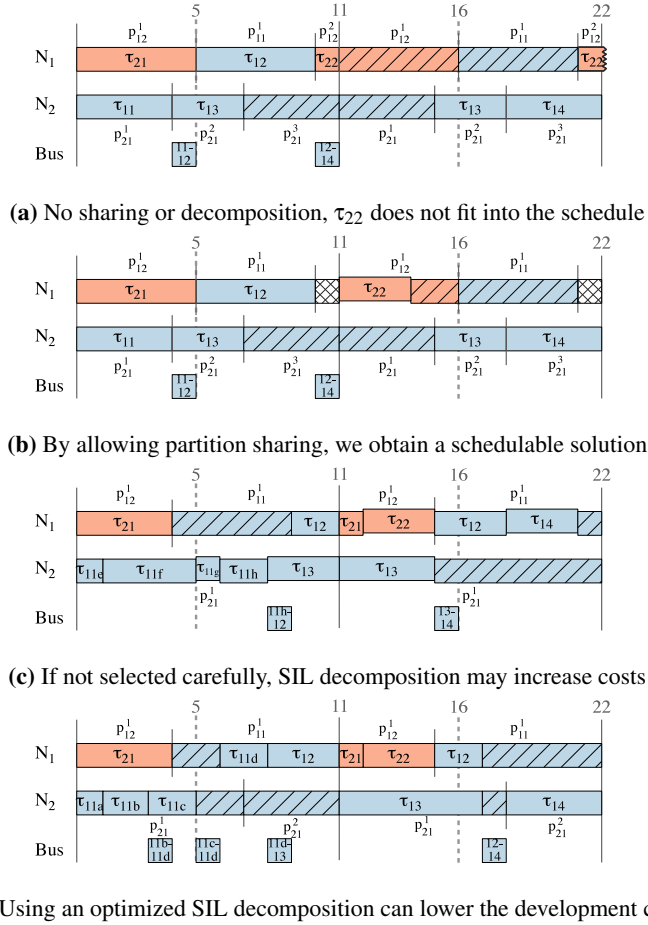 5 11 16 22
p¹₁₂ p¹₁₁ p²₁₂ p¹₁₂ p¹₁₁ p²₁₂
N₁ τ₂₁ τ₁₂ τ₂₂ τ₂₂
N₂ τ₁₁ τ₁₃ τ₁₃ τ₁₄
p¹₂₁ p²₂₁ p³₂₁ p¹₂₁ p²₂₁ p³₂₁
Bus 11-12 12-14
(a) No sharing or decomposition, τ₂₂ does not fit into the schedule
5 11 16 22
p¹₁₂ p¹₁₁ p¹₁₂ p¹₁₁
N₁ τ₂₁ τ₁₂ τ₂₂
N₂ τ₁₁ τ₁₃ τ₁₃ τ₁₄
p¹₂₁ p²₂₁ p³₂₁ p¹₂₁ p²₂₁ p³₂₁
Bus 11-12 12-14
(b) By allowing partition sharing, we obtain a schedulable solution
5 11 16 22
p¹₁₂ p¹₁₁ p¹₁₂ p¹₁₁
N₁ τ₂₁ τ₁₂ τ₂₁ τ₂₂ τ₁₂ τ₁₄
N₂ τ₁₁ₑ τ₁₁f τ₁₁g τ₁₁ₕ τ₁₃ τ₁₃
p¹₂₁ p¹₂₁
Bus 11h-12 13-14
(c) If not selected carefully, SIL decomposition may increase costs
5 11 16 22
p¹₁₂ p¹₁₁ p¹₁₂ p¹₁₁
N₁ τ₂₁ τ₁₁d τ₁₂ τ₂₁ τ₂₂ τ₁₂
N₂ τ₁₁ₐ τ₁₁b τ₁₁c τ₁₃ τ₁₄
p¹₂₁ p²₂₁ p¹₂₁ p²₂₁
Bus 11b-11d 11c-11d 11d-13 12-14
Using an optimized SIL decomposition can lower the development c